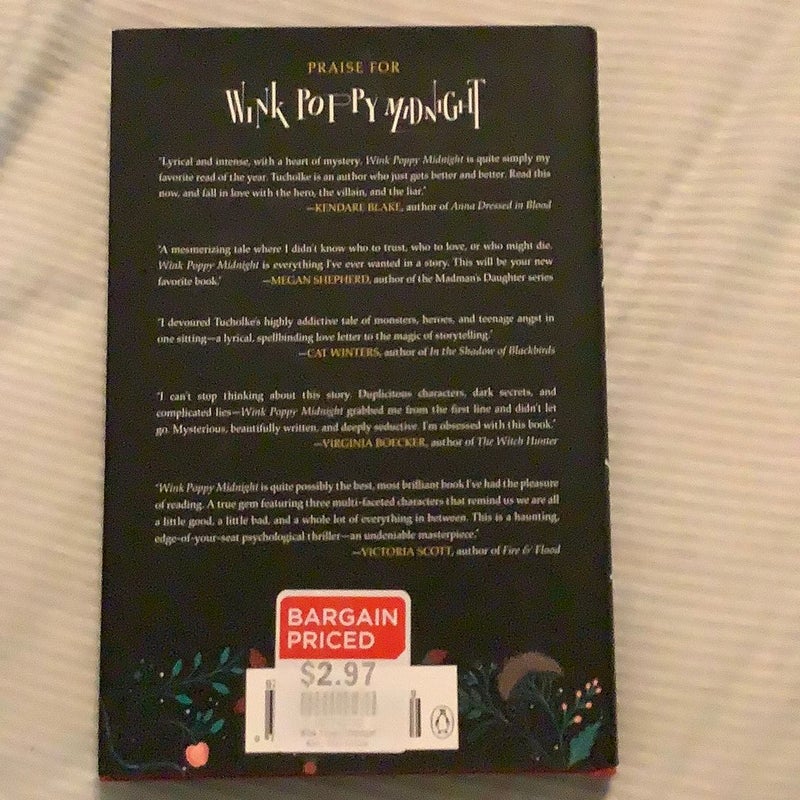 PRAISE FOR
WINK POPPY MIDNIGHT
"Lyrical and intense, with a heart of mystery, Wink Poppy Midnight is quite simply my
favorite read of the year. Tucholke is an author who just gets better and better. Read this
now, and fall in love with the hero, the villain, and the liar."
—KENDARE BLAKE, author of Anna Dressed in Blood
"A mesmerizing tale where I didn't know who to trust, who to love, or who might die.
Wink Poppy Midnight is everything I've ever wanted in a story. This will be your new
favorite book." —MEGAN SHEPHERD, author of the Madman's Daughter series
"I devoured Tucholke's highly addictive tale of monsters, heroes, and teenage angst in
one sitting—a lyrical, spellbinding love letter to the magic of storytelling."
—CAT WINTERS, author of In the Shadow of Blackbirds
"I can't stop thinking about this story. Duplicitous characters, dark secrets, and
complicated lies—Wink Poppy Midnight grabbed me from the first line and didn't let
go. Mysterious, beautifully written, and deeply seductive. I'm obsessed with this book."
—VIRGINIA BOECKER, author of The Witch Hunter
"Wink Poppy Midnight is quite possibly the best, most brilliant book I've had the pleasure
of reading. A true gem featuring three multi-faceted characters that remind us we are all
a little good, a little bad, and a whole lot of everything in between. This is a haunting,
edge-of-your-seat psychological thriller—an undeniable masterpiece."
—VICTORIA SCOTT, author of Fire & Flood
BARGAIN
PRICED
$2.97